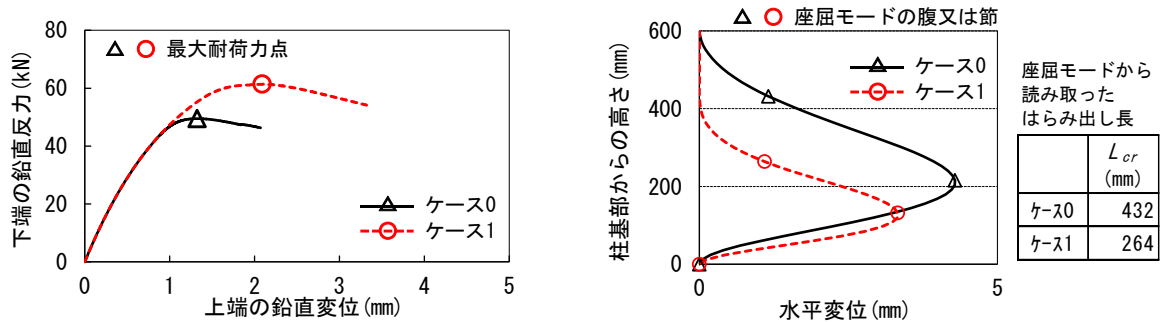 △ ○ 最大耐荷力点
下端の鉛直反力(kN)
80
60
40
20
0
ケース0
ケース1
0 1 2 3 4 5
上端の鉛直変位(mm)
△ ○ 座屈モードの腹又は節
柱基部からの高さ(mm)
600
400
200
0
ケース0
ケース1
0 5
水平変位(mm)
座屈モードから
読み取った
はらみ出し長
Lcr
(mm)
ケース0 432
ケース1 264